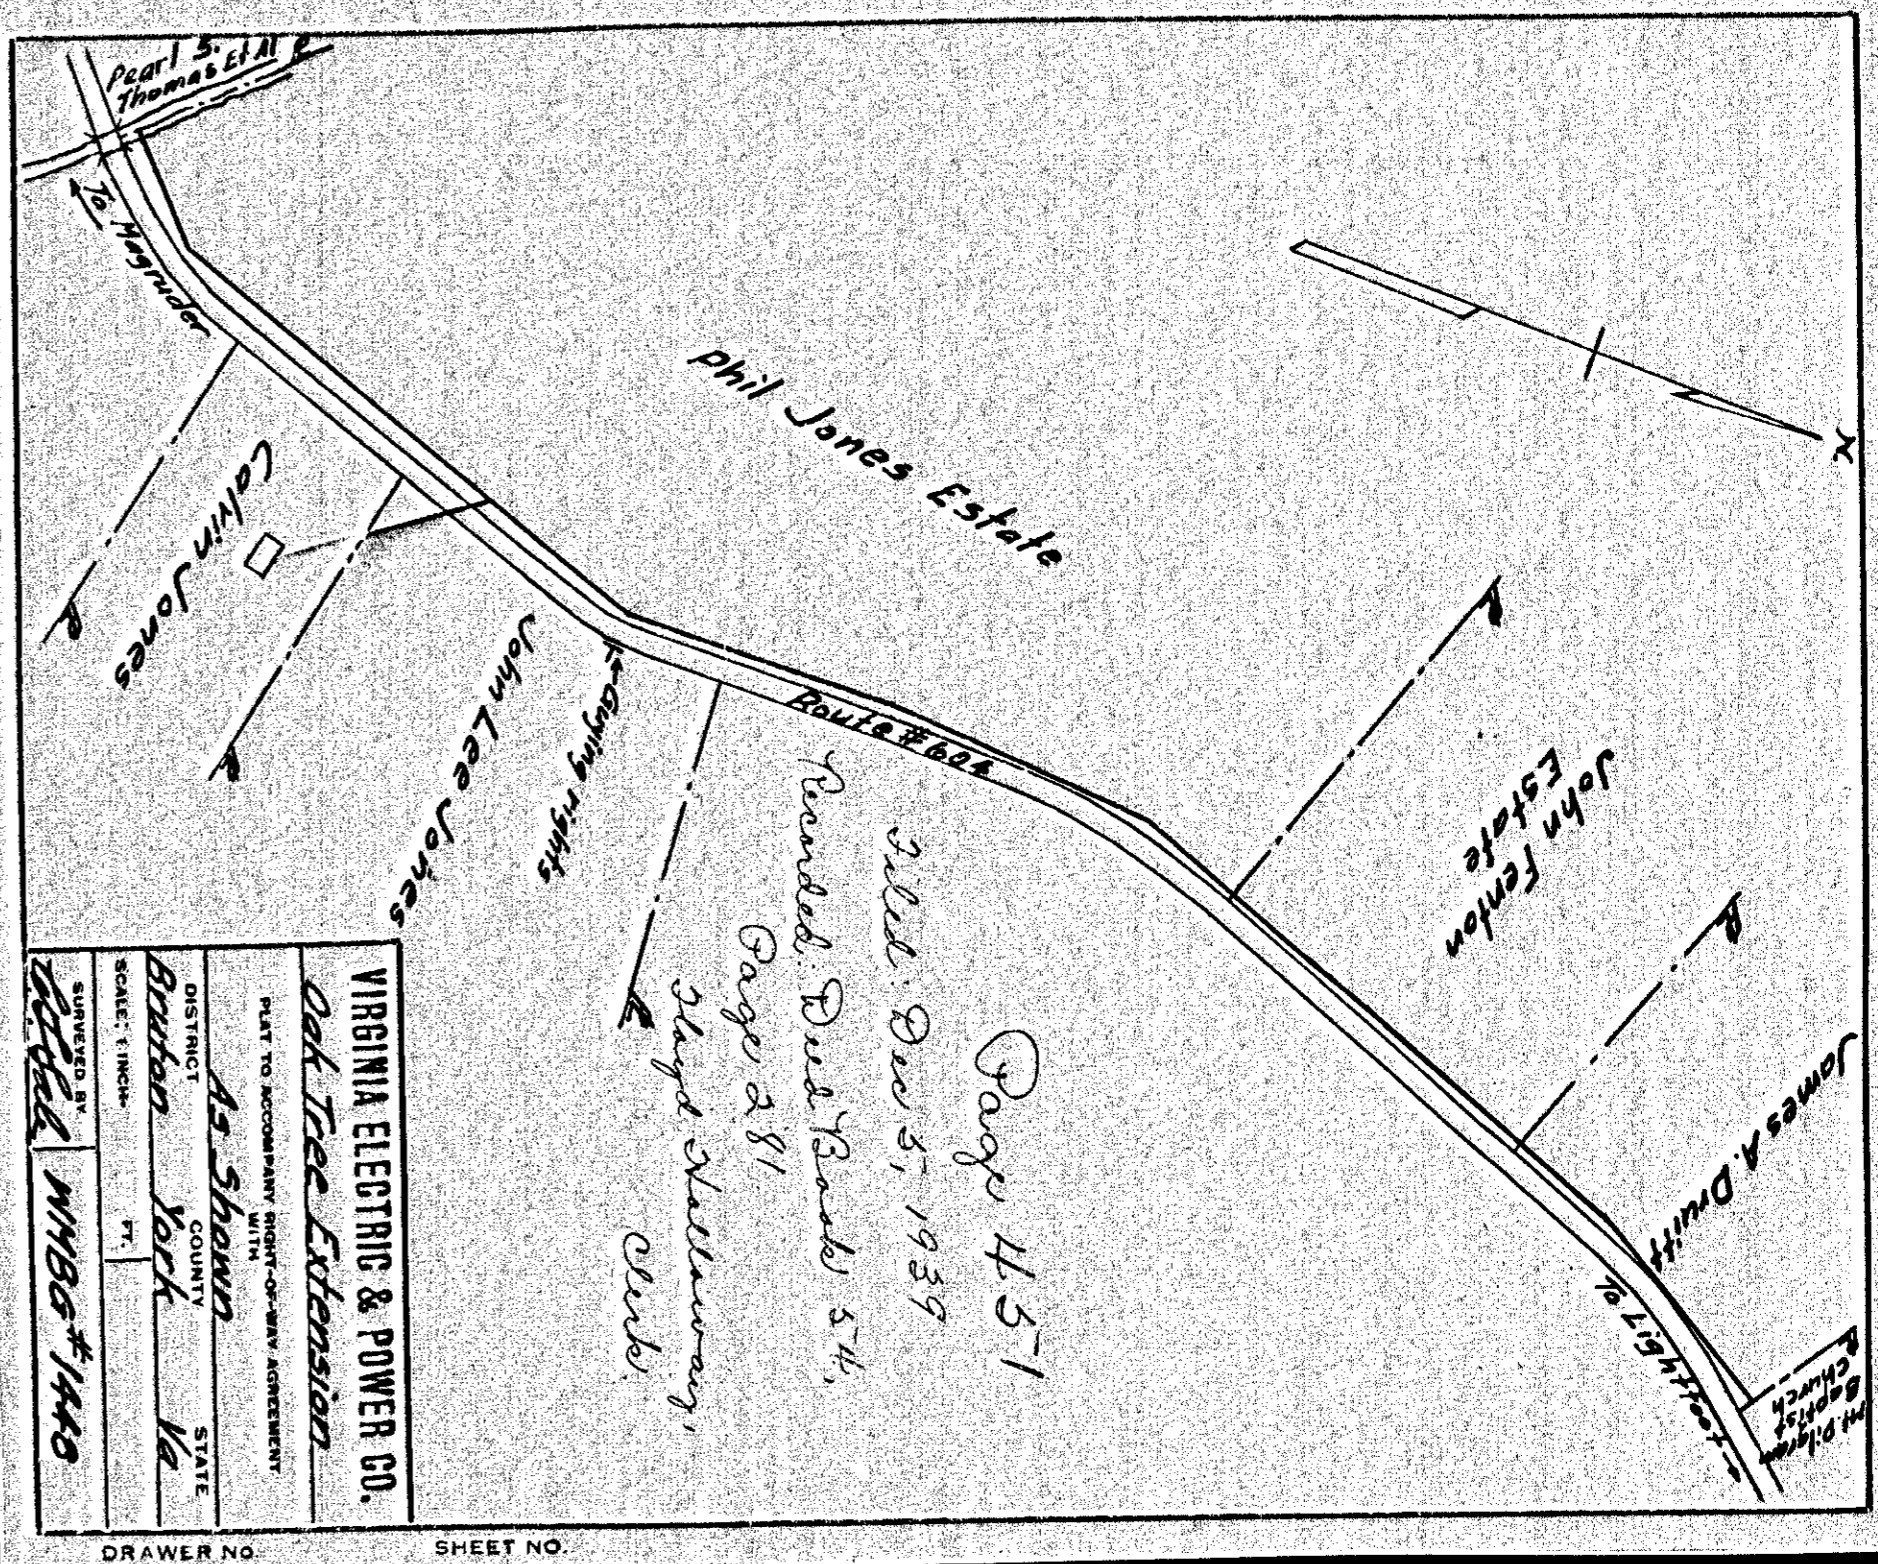 Pearl S.
Thomas Et Al
To Magruder
Phil Jones Estate
N
Calvin Jones
John Lee Jones
Guying rights
Route #604
John Fenton
Estate
James A. Druitt
To Lightfoot
Mt. Pilgram
Baptist
Church
Page 451
Filed: Dec 5, 1939
Recorded: Deed Book 54,
Page 281
Floyd Holloway,
Clerk
VIRGINIA ELECTRIC & POWER CO.
Oak Tree Extension
PLAT TO ACCOMPANY RIGHT-OF-WAY AGREEMENT
WITH
As Shown
DISTRICT COUNTY STATE
Bruton York Va
SCALE: 1 INCH= FT.
SURVEYED BY
WMBG #1440
DRAWER NO.
SHEET NO.